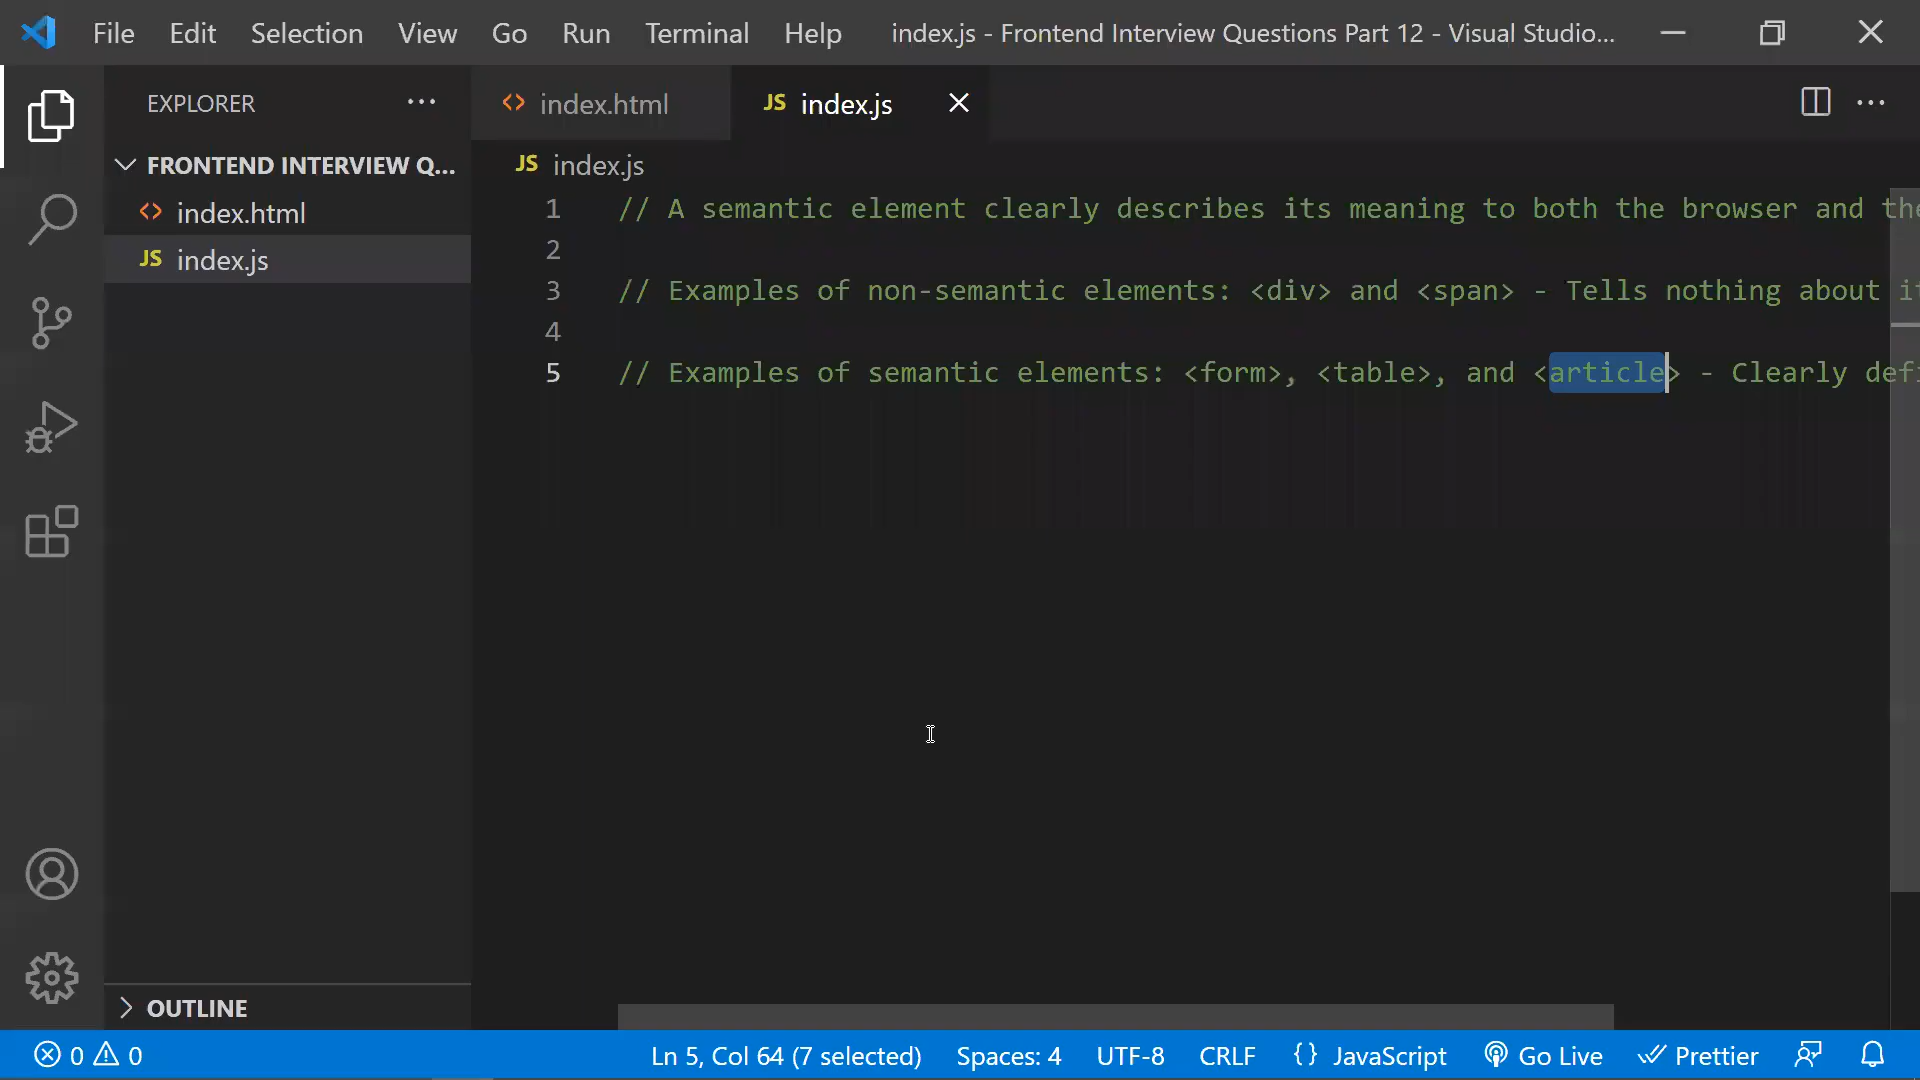 File Edit Selection View Go Run Terminal Help index.js - Frontend Interview Questions Part 12 - Visual Studio...
EXPLORER ...
FRONTEND INTERVIEW Q...
<> index.html
JS index.js
OUTLINE
<> index.html JS index.js
JS index.js
1 // A semantic element clearly describes its meaning to both the browser and
2
3 // Examples of non-semantic elements: <div> and <span> - Tells nothing about
4
5 // Examples of semantic elements: <form>, <table>, and <article> - Clearly
0 0 Ln 5, Col 64 (7 selected) Spaces: 4 UTF-8 CRLF {} JavaScript Go Live Prettier